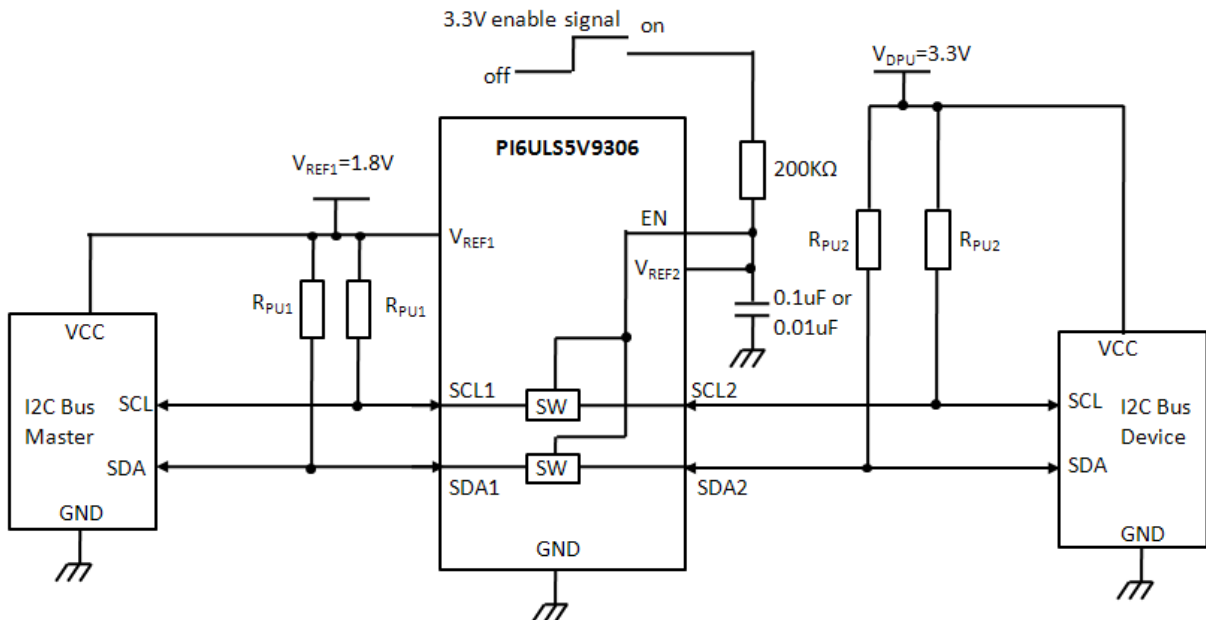 3.3V enable signal
on
off
V_DPU=3.3V
PI6ULS5V9306
V_REF1=1.8V
200KΩ
EN
V_REF1
V_REF2
R_PU2
R_PU2
R_PU1
R_PU1
0.1uF or
0.01uF
VCC
VCC
SCL
SCL1
SW
SCL2
SCL
I2C Bus
Master
I2C Bus
Device
SDA
SDA1
SW
SDA2
SDA
GND
GND
GND